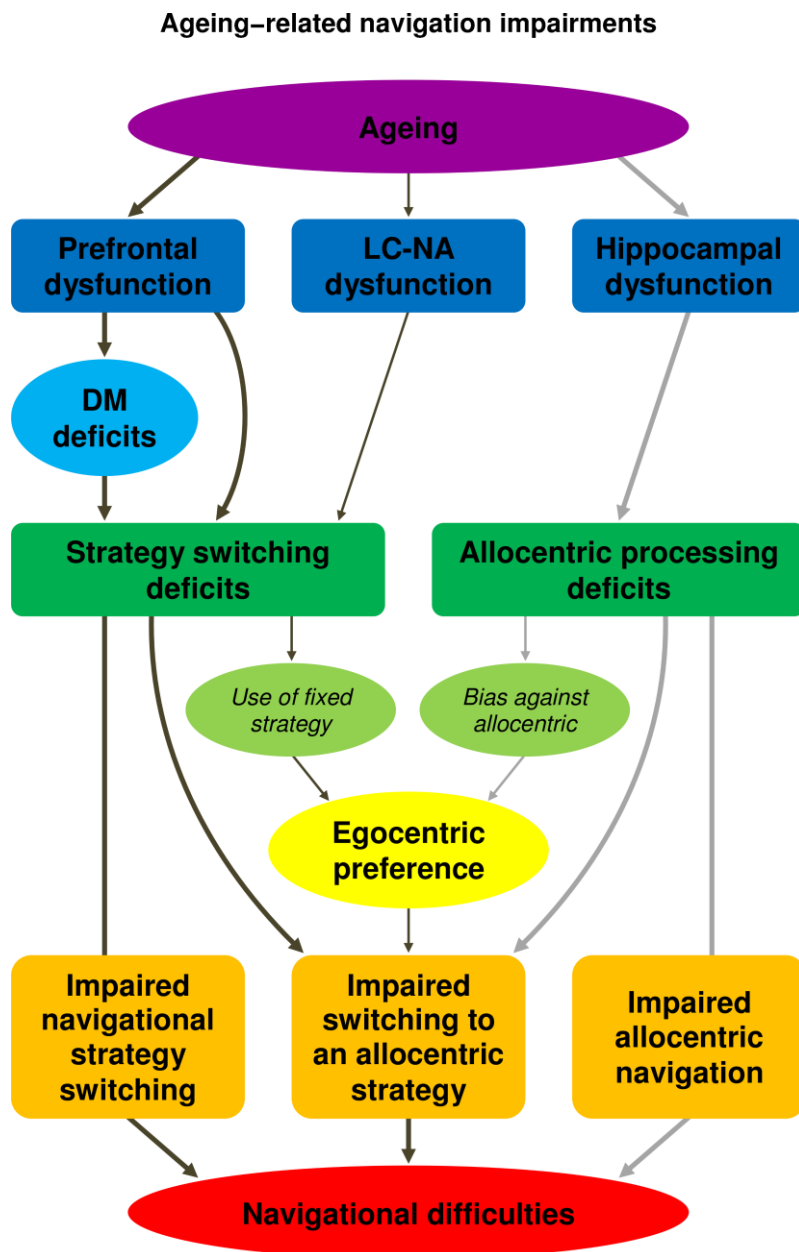 Ageing−related navigation impairments
Ageing
Prefrontal
dysfunction
LC-NA
dysfunction
Hippocampal
dysfunction
DM
deficits
Strategy switching
deficits
Allocentric processing
deficits
Use of fixed
strategy
Bias against
allocentric
Egocentric
preference
Impaired
navigational
strategy
switching
Impaired
switching to
an allocentric
strategy
Impaired
allocentric
navigation
Navigational difficulties